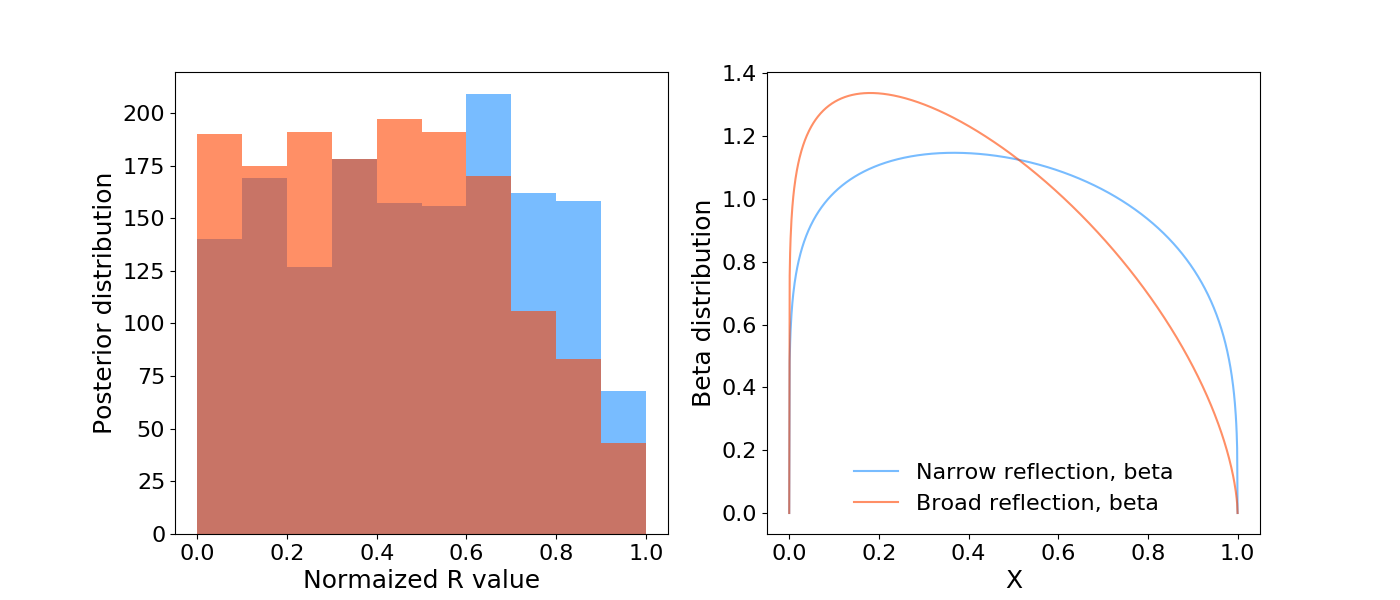 200
175
150
125
100
75
50
25
0
Posterior distribution
0.0 0.2 0.4 0.6 0.8 1.0
Normaized R value
1.4
1.2
1.0
0.8
0.6
0.4
0.2
0.0
Beta distribution
Narrow reflection, beta
Broad reflection, beta
0.0 0.2 0.4 0.6 0.8 1.0
X